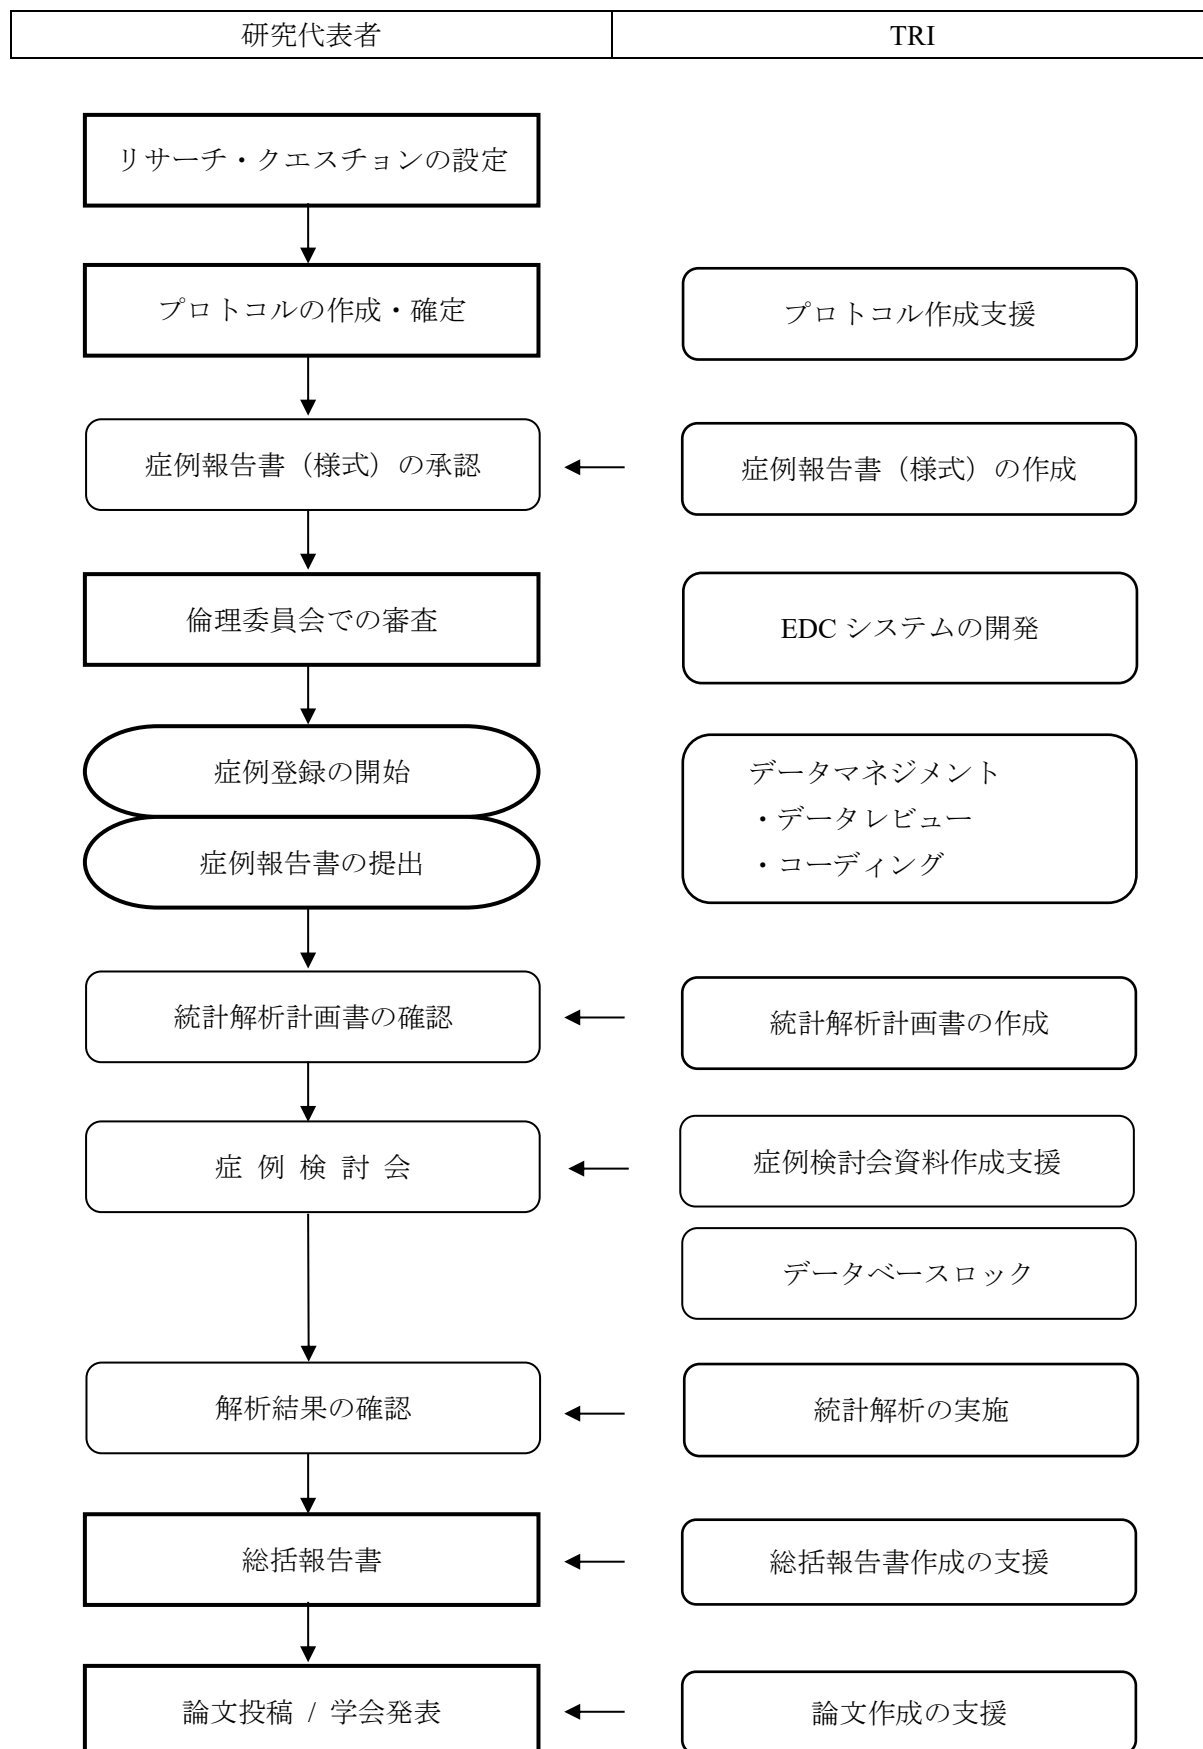 研究代表者
TRI
リサーチ・クエスチョンの設定
プロトコルの作成・確定
プロトコル作成支援
症例報告書（様式）の承認
症例報告書（様式）の作成
倫理委員会での審査
EDC システムの開発
症例登録の開始
症例報告書の提出
データマネジメント
・データレビュー
・コーディング
統計解析計画書の確認
統計解析計画書の作成
症 例 検 討 会
症例検討会資料作成支援
データベースロック
解析結果の確認
統計解析の実施
総括報告書
総括報告書作成の支援
論文投稿 / 学会発表
論文作成の支援